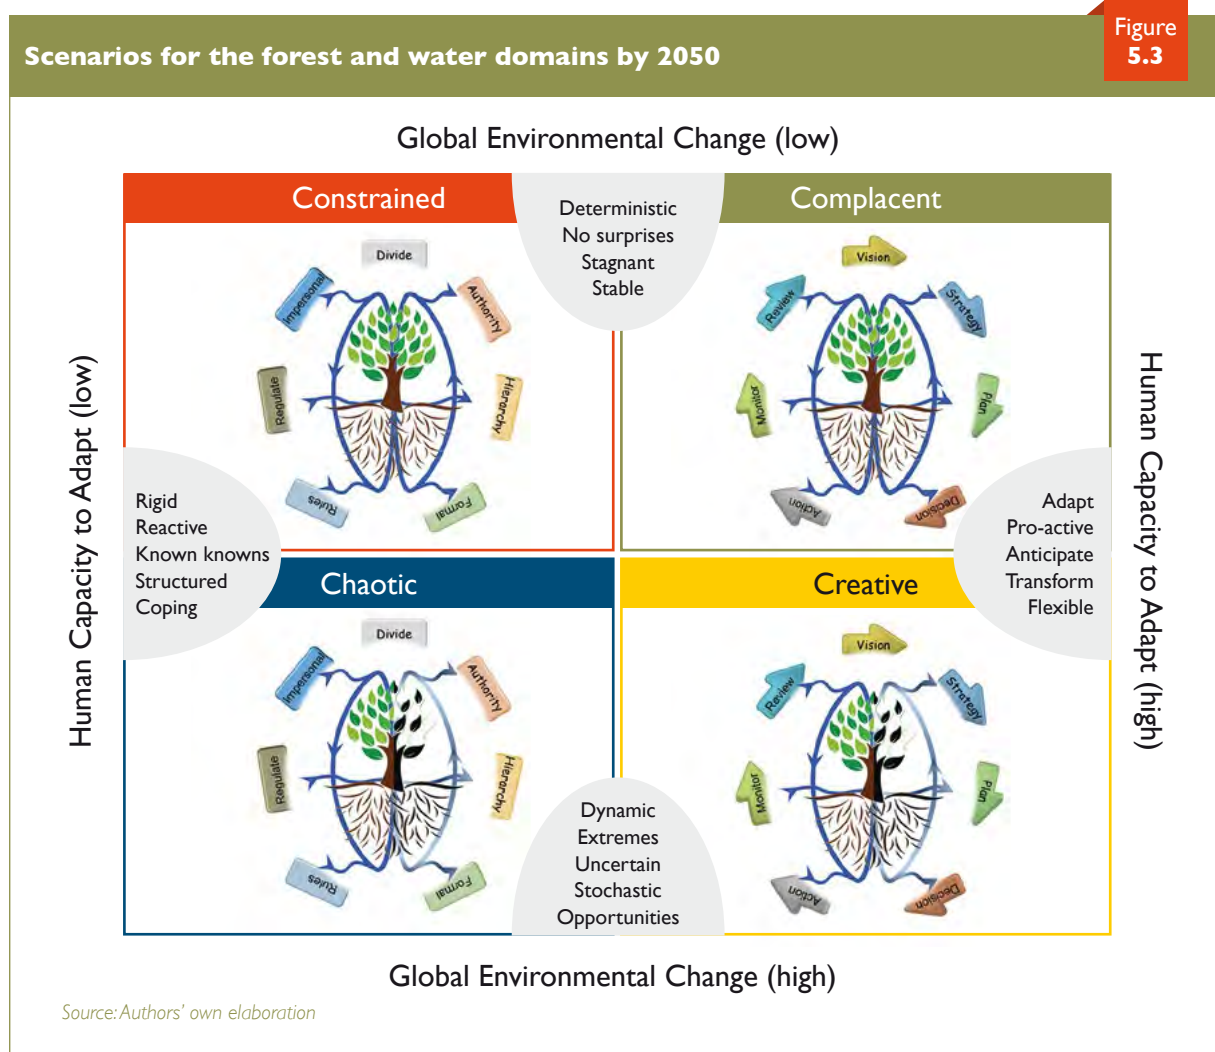 Figure
5.3
Scenarios for the forest and water domains by 2050
Global Environmental Change (low)
Constrained
Complacent
Deterministic
No surprises
Stagnant
Stable
Divide
Impersonal
Authority
Regulate
Hierarchy
Rules
Formal
Vision
Review
Strategy
Monitor
Plan
Action
Decision
Human Capacity to Adapt (low)
Human Capacity to Adapt (high)
Rigid
Reactive
Known knowns
Structured
Coping
Adapt
Pro-active
Anticipate
Transform
Flexible
Chaotic
Creative
Divide
Impersonal
Authority
Regulate
Hierarchy
Rules
Formal
Vision
Review
Strategy
Monitor
Plan
Action
Decision
Dynamic
Extremes
Uncertain
Stochastic
Opportunities
Global Environmental Change (high)
Source: Authors' own elaboration